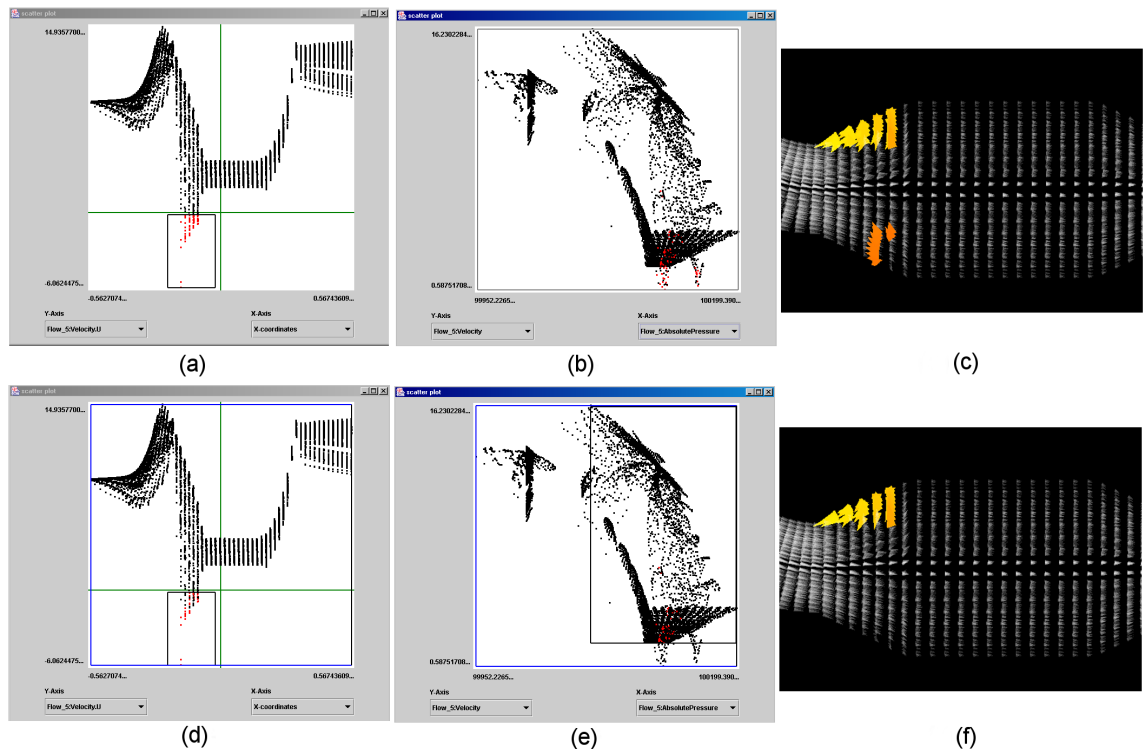 scatter plot
14.9357700...
-6.0624475...
-0.5627074...
0.56743609...
Y-Axis
X-Axis
Flow_5:Velocity.U
X-coordinates
(a)
scatter plot
16.2302284...
0.58751708...
99952.2265...
100199.390...
Y-Axis
X-Axis
Flow_5:Velocity
Flow_5:AbsolutePressure
(b)
(c)
scatter plot
14.9357700...
-6.0624475...
-0.5627074...
0.56743609...
Y-Axis
X-Axis
Flow_5:Velocity.U
X-coordinates
(d)
scatter plot
16.2302284...
0.58751708...
99952.2265...
100199.390...
Y-Axis
X-Axis
Flow_5:Velocity
Flow_5:AbsolutePressure
(e)
(f)